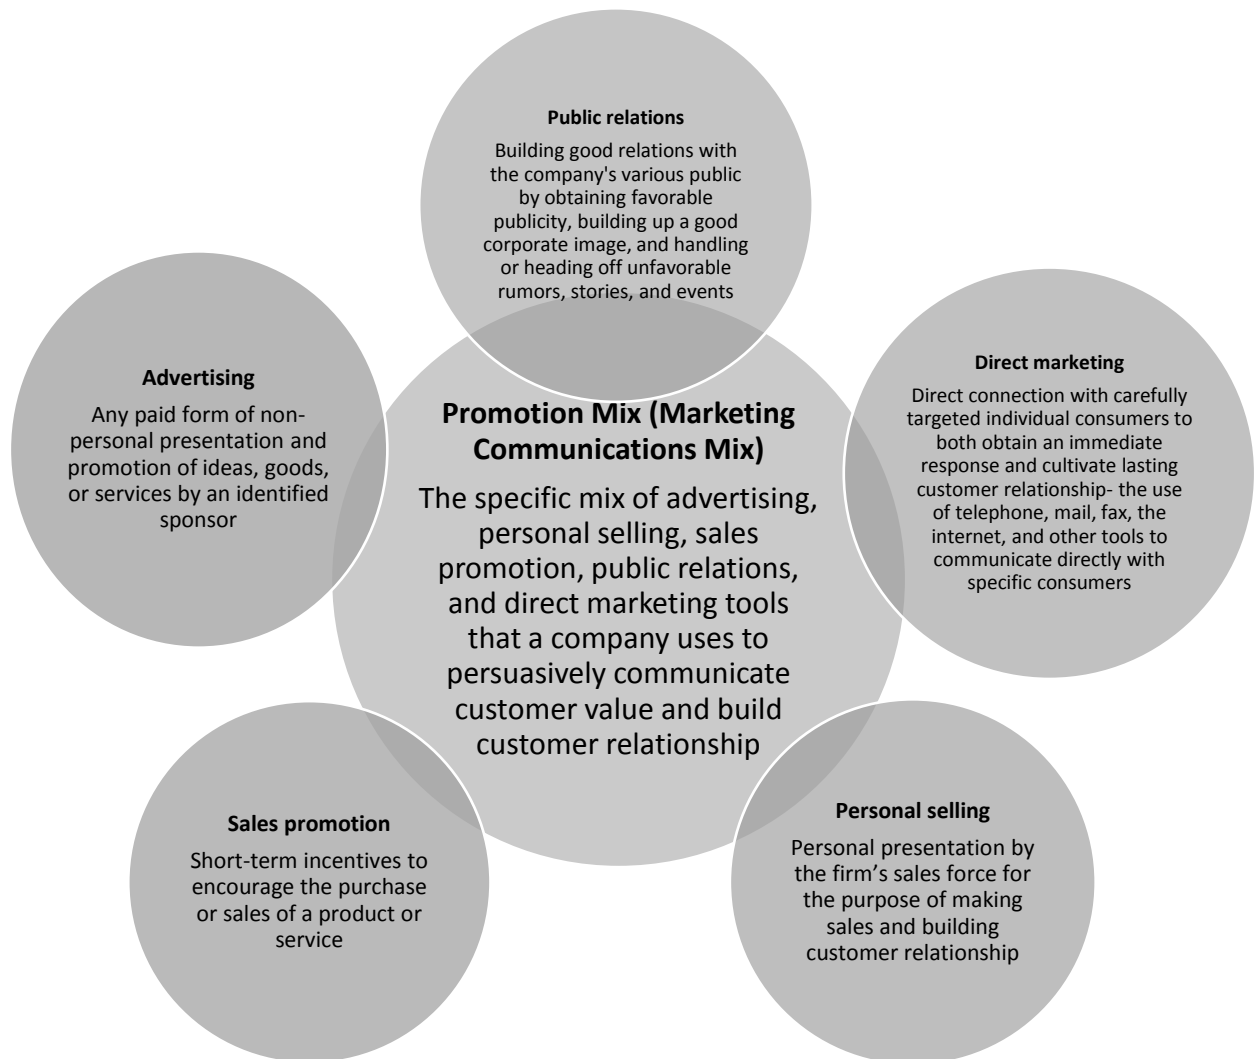 Public relations
Building good relations with
the company's various public
by obtaining favorable
publicity, building up a good
corporate image, and handling
or heading off unfavorable
rumors, stories, and events
Advertising
Any paid form of non-
personal presentation and
promotion of ideas, goods,
or services by an identified
sponsor
Promotion Mix (Marketing
Communications Mix)
The specific mix of advertising,
personal selling, sales
promotion, public relations,
and direct marketing tools
that a company uses to
persuasively communicate
customer value and build
customer relationship
Direct marketing
Direct connection with carefully
targeted individual consumers to
both obtain an immediate
response and cultivate lasting
customer relationship- the use
of telephone, mail, fax, the
internet, and other tools to
communicate directly with
specific consumers
Sales promotion
Short-term incentives to
encourage the purchase
or sales of a product or
service
Personal selling
Personal presentation by
the firm’s sales force for
the purpose of making
sales and building
customer relationship